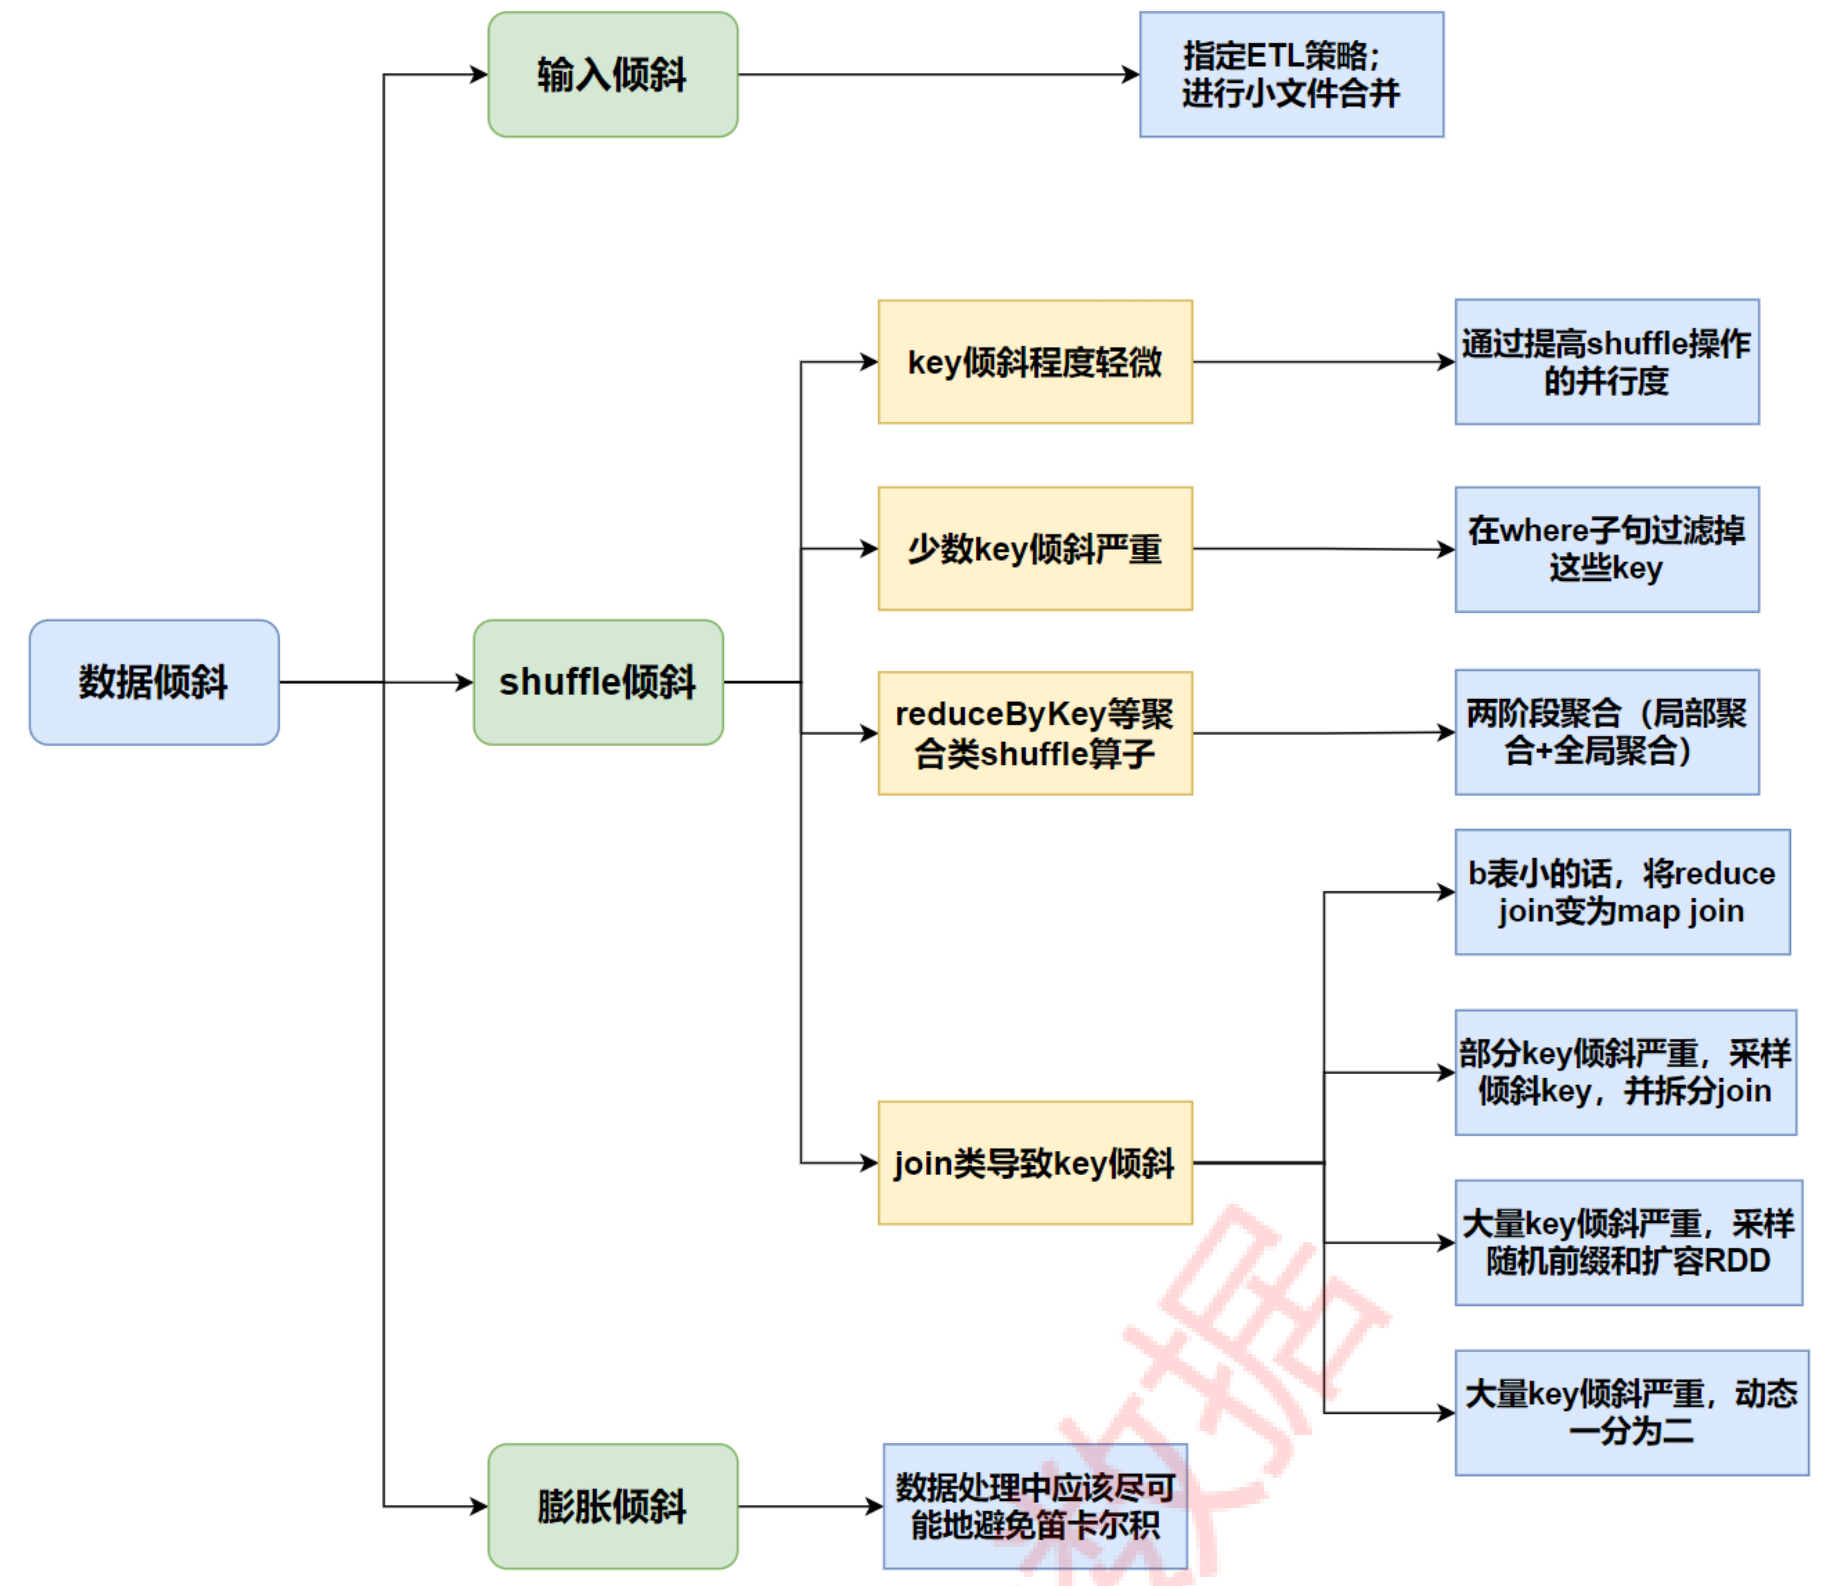 输入倾斜
指定ETL策略；
进行小文件合并
数据倾斜
shuffle倾斜
key倾斜程度轻微
通过提高shuffle操作
的并行度
少数key倾斜严重
在where子句过滤掉
这些key
reduceByKey等聚
合类shuffle算子
两阶段聚合（局部聚
合+全局聚合）
join类导致key倾斜
b表小的话，将reduce
join变为map join
部分key倾斜严重，采样
倾斜key，并拆分join
大量key倾斜严重，采样
随机前缀和扩容RDD
大量key倾斜严重，动态
一分为二
膨胀倾斜
数据处理中应该尽可
能地避免笛卡尔积
数据